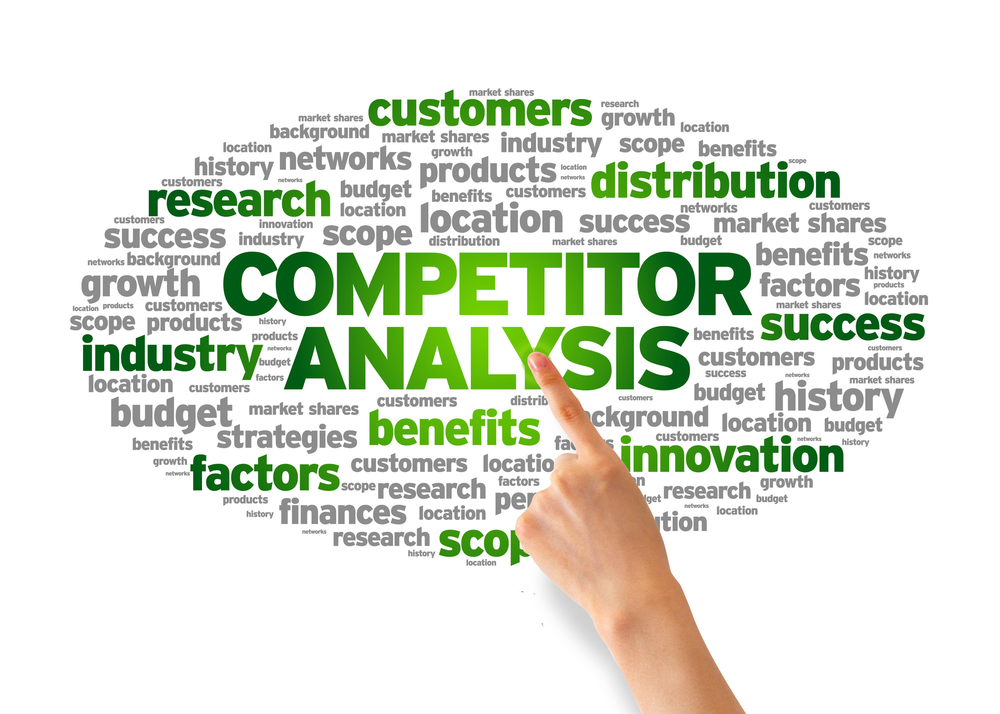 market shares
customers
research
market shares
growth
location
background
market shares
industry
scope
benefits
location
networks
growth
history
products
location
scope
customers
networks
networks
distribution
research
budget
benefits
customers
location
location
success
networks
customers
customers
innovation
market shares
success
industry
scope
distribution
market shares
budget
scope
networks
background
COMPETITOR
benefits
networks
growth
factors
history
products
location
products
customers
market shares
location
scope
products
history
success
industry
products
ANALYSIS
benefits
networks
customers
customers
budget
products
location
customers
factors
success
networks
market shares
budget
history
budget
market shares
customers
distrib
customers
ckground
location
budget
strategies
benefits
customers
benefits
fac
s
innovation
networks
history
growth
factors
customers
locatio
networks
scope
research
factors
n
research
growth
products
finances
location
per
get
budget
history
networks
location
networks
research
scop
tion
history
location